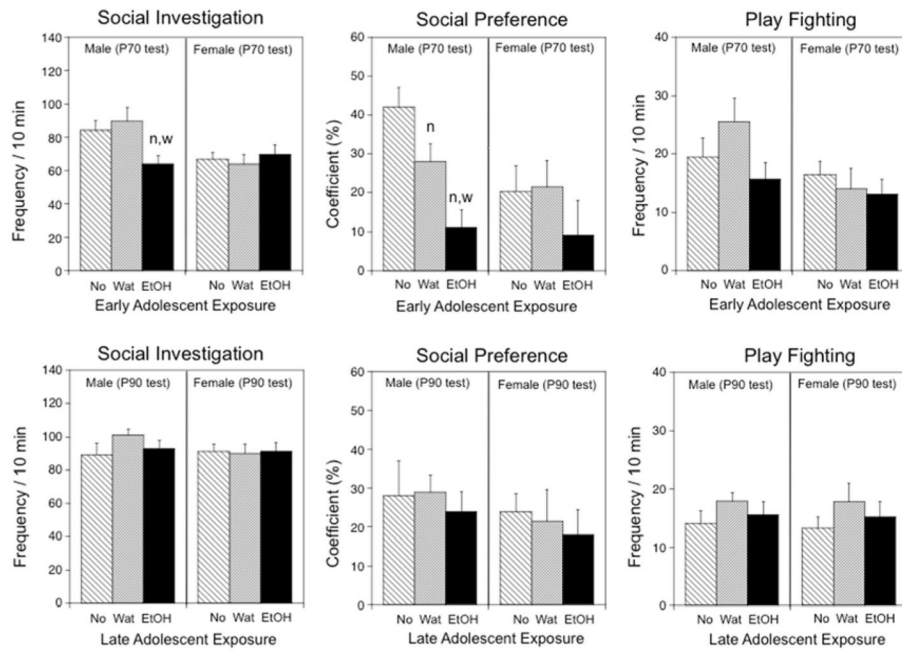 Social Investigation
Male (P70 test) Female (P70 test)
Frequency / 10 min
140
120
100
80
60
40
20
0
n,w
No Wat EtOH No Wat EtOH
Early Adolescent Exposure
Social Preference
Male (P70 test) Female (P70 test)
Coefficient (%)
60
50
40
30
20
10
0
n
n,w
No Wat EtOH No Wat EtOH
Early Adolescent Exposure
Play Fighting
Male (P70 test) Female (P70 test)
Frequency / 10 min
40
30
20
10
0
No Wat EtOH No Wat EtOH
Early Adolescent Exposure
Social Investigation
Male (P90 test) Female (P90 test)
Frequency / 10 min
140
120
100
80
60
40
20
0
No Wat EtOH No Wat EtOH
Late Adolescent Exposure
Social Preference
Male (P90 test) Female (P90 test)
Coefficient (%)
60
50
40
30
20
10
0
No Wat EtOH No Wat EtOH
Late Adolescent Exposure
Play Fighting
Male (P90 test) Female (P90 test)
Frequency / 10 min
40
30
20
10
0
No Wat EtOH No Wat EtOH
Late Adolescent Exposure